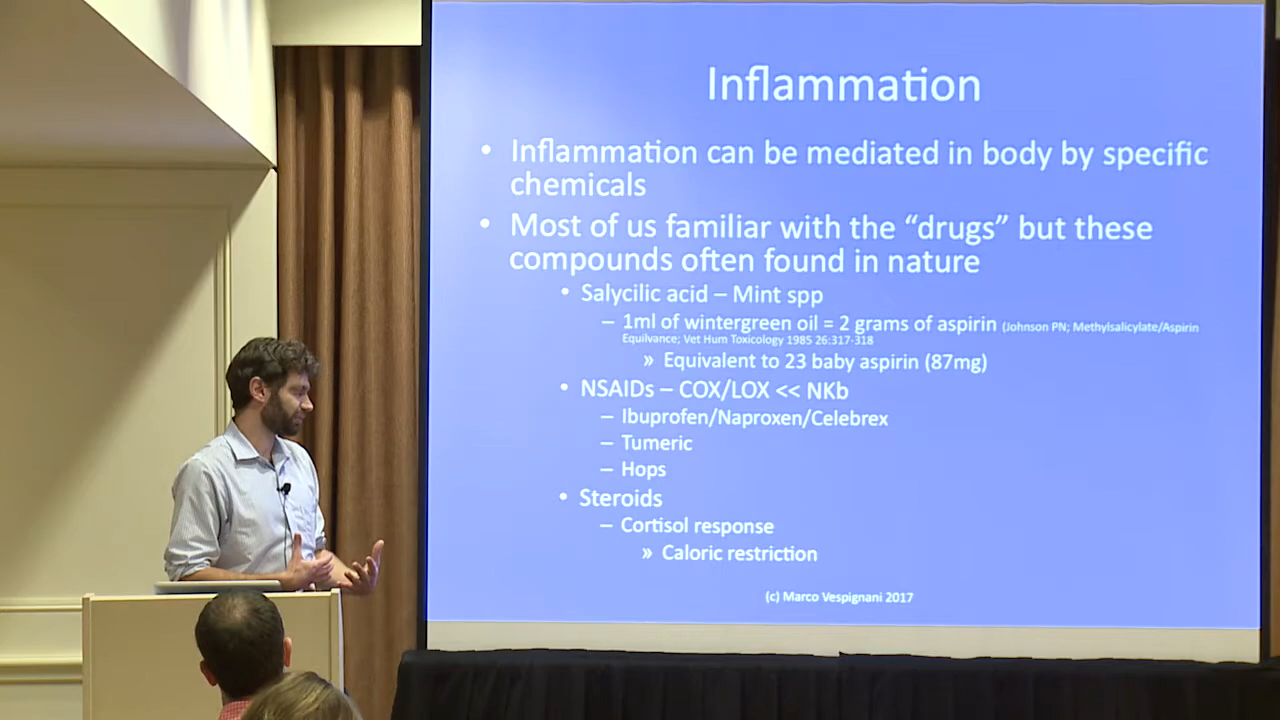 Inflammation
• Inflammation can be mediated in body by specific
chemicals
• Most of us familiar with the “drugs” but these
compounds often found in nature
• Salycilic acid – Mint spp
– 1ml of wintergreen oil = 2 grams of aspirin (Johnson PN; Methylsalicylate/Aspirin
Equilvance; Vet Hum Toxicology 1985 26:317-318
» Equivalent to 23 baby aspirin (87mg)
• NSAIDs – COX/LOX << NKb
– Ibuprofen/Naproxen/Celebrex
– Tumeric
– Hops
• Steroids
– Cortisol response
» Caloric restriction
(c) Marco Vespignani 2017